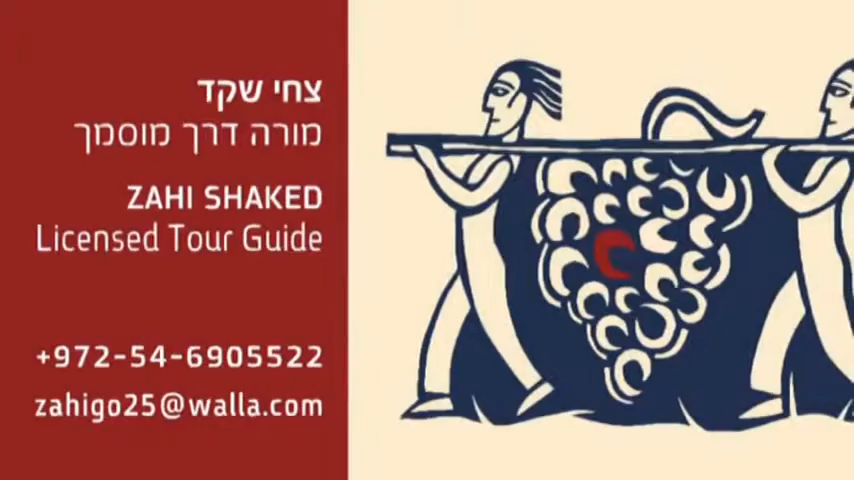 צחי שקד
מורה דרך מוסמך
ZAHI SHAKED
Licensed Tour Guide
+972-54-6905522
zahigo25@walla.com